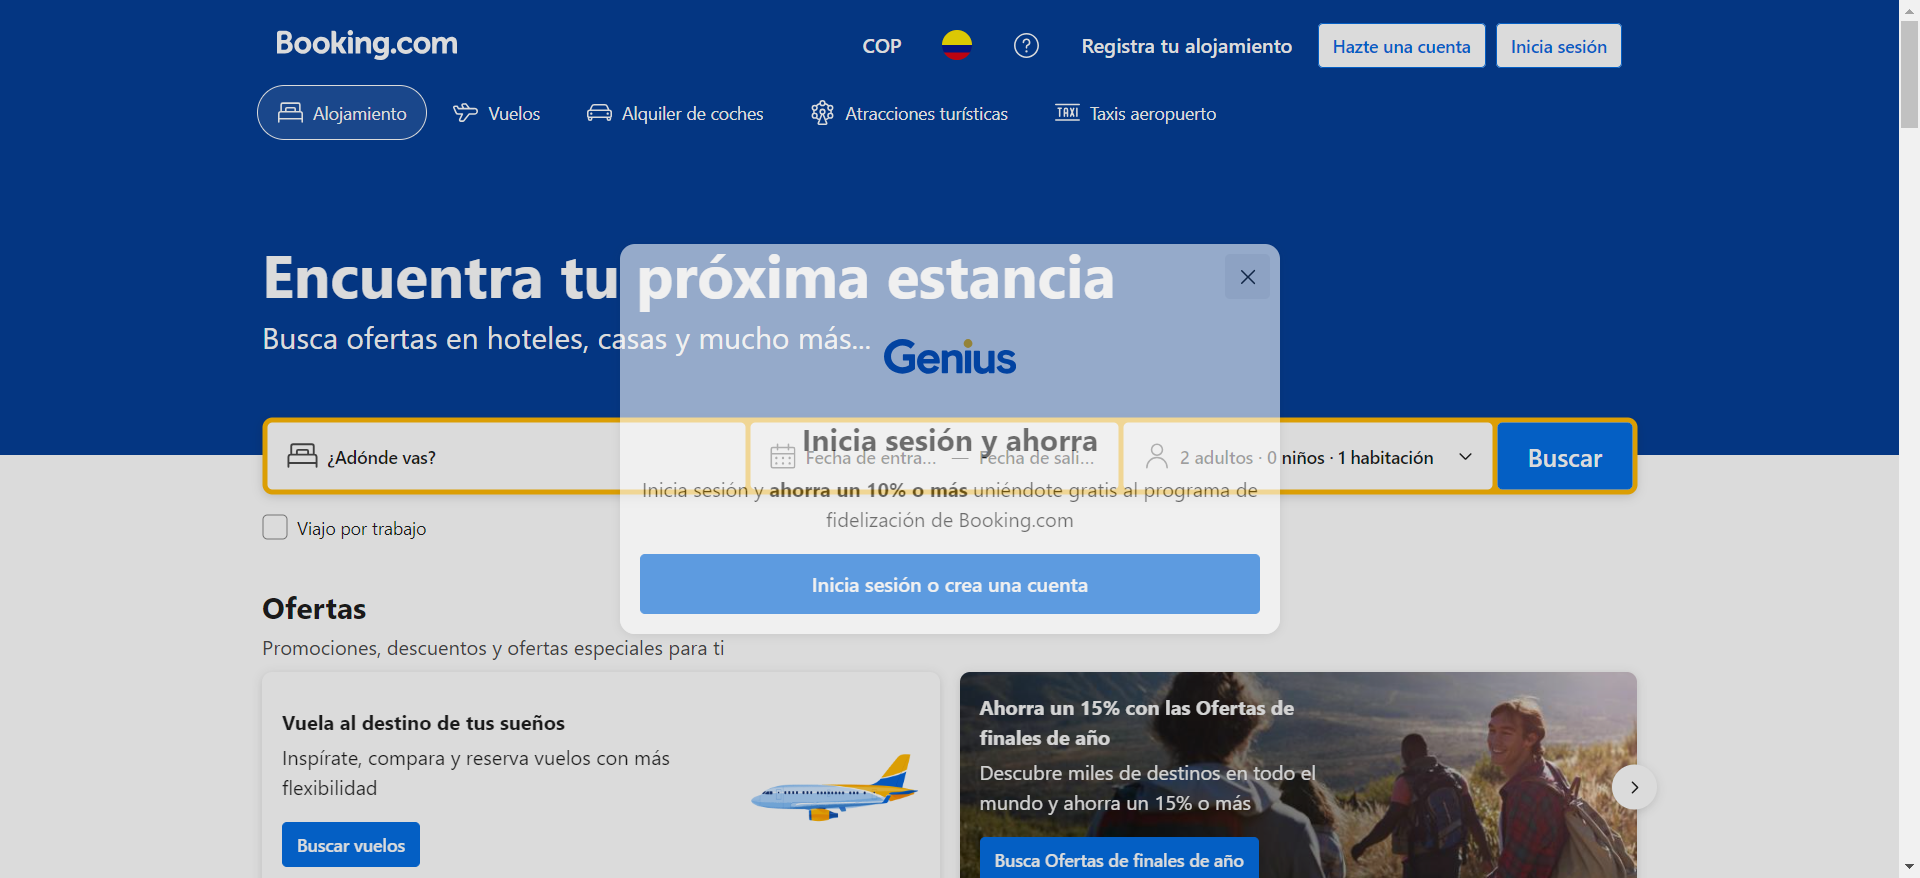 Booking.com
COP
Registra tu alojamiento
Hazte una cuenta
Inicia sesión
Alojamiento
Vuelos
Alquiler de coches
Atracciones turísticas
TAXI
Taxis aeropuerto
Encuentra tu próxima estancia
Busca ofertas en hoteles, casas y mucho más...
Genius
Inicia sesión y ahorra
¿Adónde vas?
Fecha de entra... — Fecha de sali...
2 adultos · 0 niños · 1 habitación
Buscar
Inicia sesión y ahorra un 10% o más uniéndote gratis al programa de
fidelización de Booking.com
Inicia sesión o crea una cuenta
Viajo por trabajo
Ofertas
Promociones, descuentos y ofertas especiales para ti
Vuela al destino de tus sueños
Inspírate, compara y reserva vuelos con más
flexibilidad
Buscar vuelos
Ahorra un 15% con las Ofertas de
finales de año
Descubre miles de destinos en todo el
mundo y ahorra un 15% o más
Busca Ofertas de finales de año